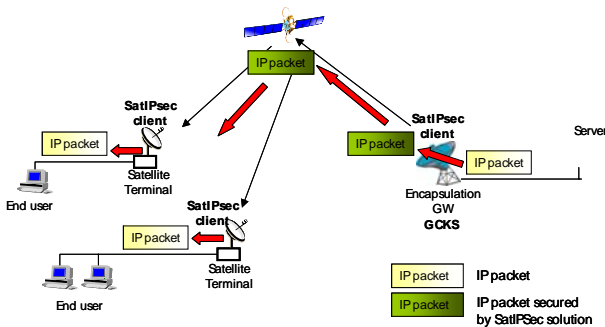 IP packet
SatIPsec
client
IP packet
Satellite
Terminal
End user
SatIPsec
client
IP packet
Satellite
Terminal
End user
SatIPsec
client
IP packet
IP packet
Server
Encapsulation
GW
GCKS
IP packet
IP packet
IP packet
IP packet secured
by SatIPSec solution